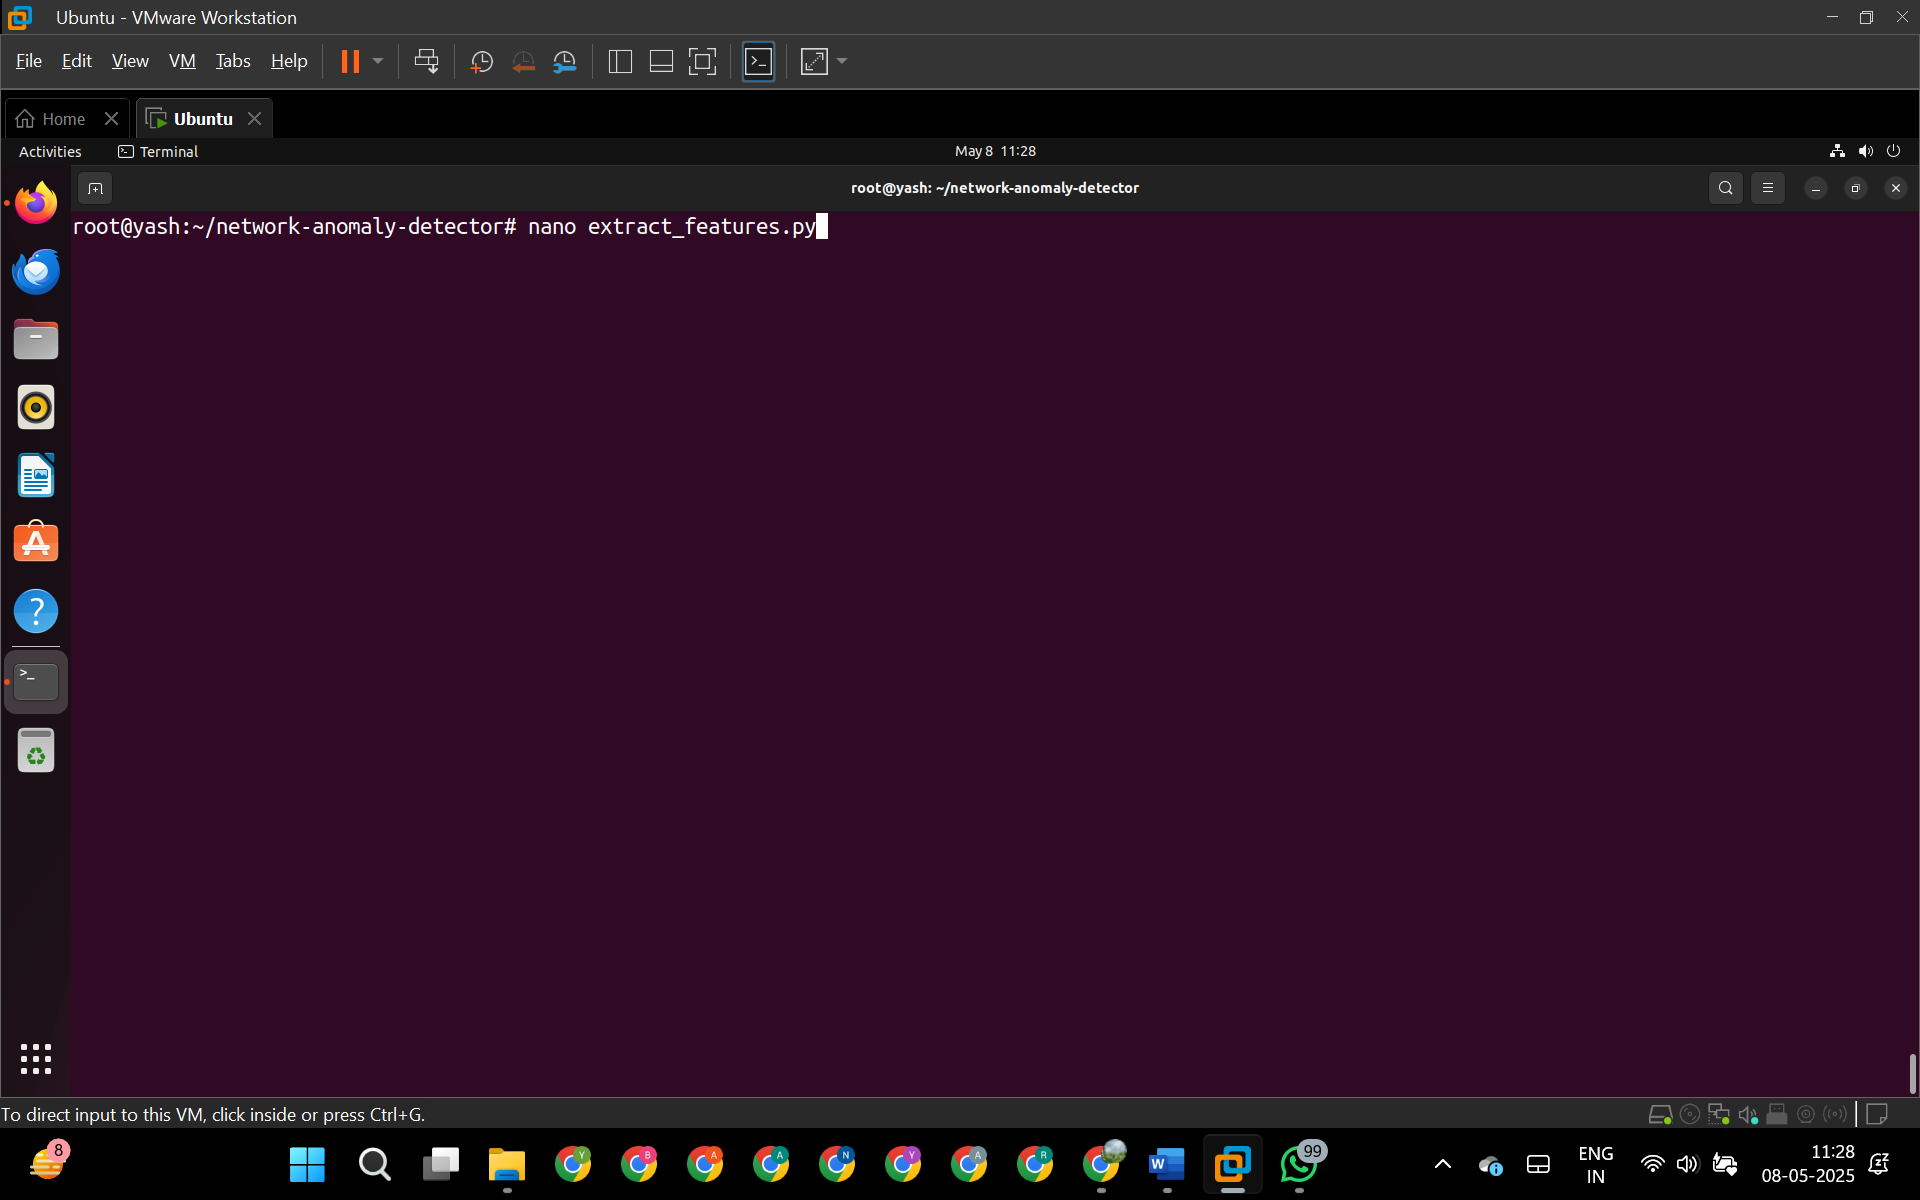 Ubuntu - VMware Workstation
File Edit View VM Tabs Help
Home Ubuntu
Activities Terminal May 8 11:28
root@yash: ~/network-anomaly-detector
root@yash:~/network-anomaly-detector# nano extract_features.py
To direct input to this VM, click inside or press Ctrl+G.
8
Y
B
A
A
N
Y
A
R
W
99
ENG
IN
11:28
08-05-2025